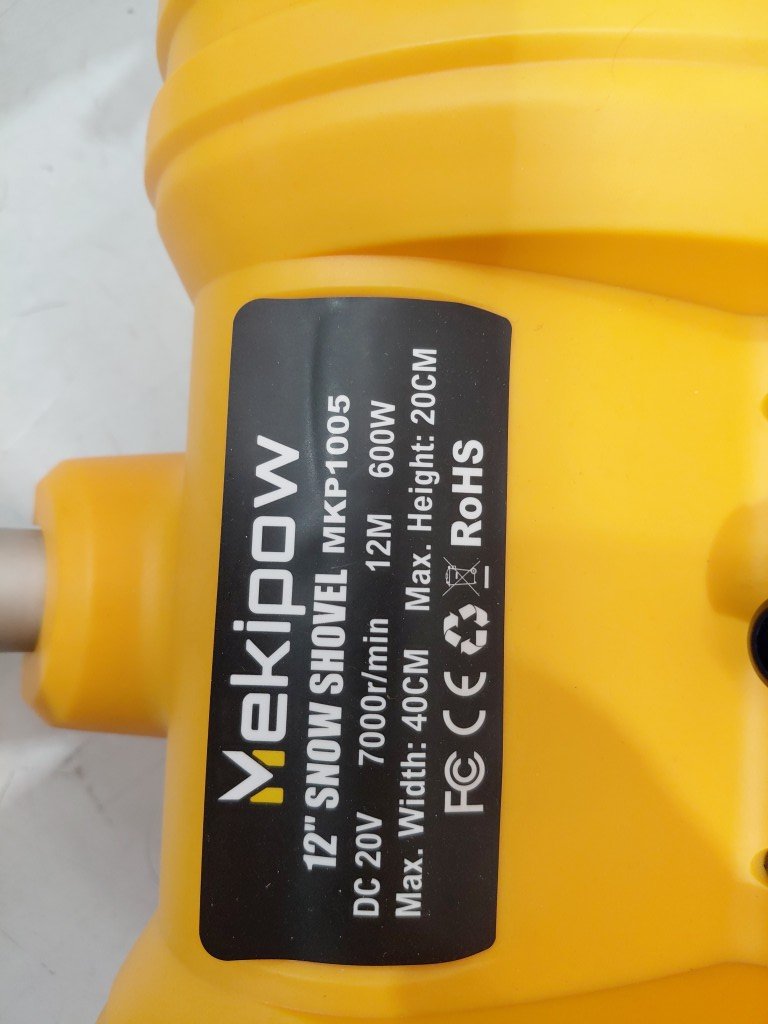 Mekipow
12" SNOW SHOVEL MKP1005
DC 20V 7000r/min 12M 600W
Max. Width: 40CM Max. Height: 20CM
FC CE RoHS